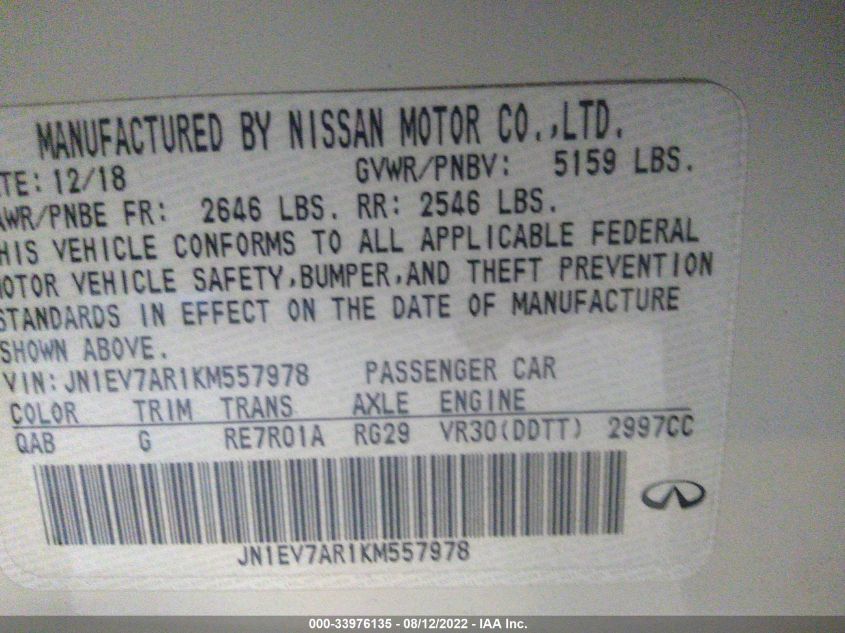 MANUFACTURED BY NISSAN MOTOR CO.,LTD.
TE: 12/18 GVWR/PNBV: 5159 LBS.
AWR/PNBE FR: 2646 LBS. RR: 2546 LBS.
HIS VEHICLE CONFORMS TO ALL APPLICABLE FEDERAL
MOTOR VEHICLE SAFETY,BUMPER,AND THEFT PREVENTION
STANDARDS IN EFFECT ON THE DATE OF MANUFACTURE
SHOWN ABOVE.
VIN: JN1EV7AR1KM557978 PASSENGER CAR
COLOR TRIM TRANS AXLE ENGINE
QAB G RE7R01A RG29 VR30(DDTT) 2997CC
JN1EV7AR1KM557978
000-33976135 - 08/12/2022 - IAA Inc.